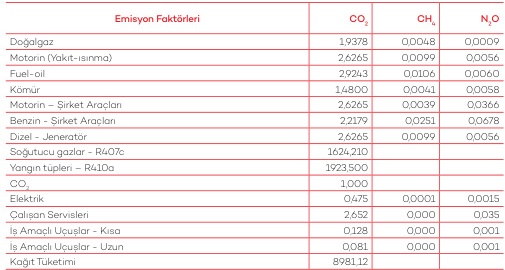 Emisyon Faktörleri CO2 CH4 N2O
Doğalgaz 1,9378 0,0048 0,0009
Motorin (Yakıt-ısınma) 2,6265 0,0099 0,0056
Fuel-oil 2,9243 0,0106 0,0060
Kömür 1,4800 0,0041 0,0058
Motorin – Şirket Araçları 2,6265 0,0039 0,0366
Benzin - Şirket Araçları 2,2179 0,0251 0,0678
Dizel - Jeneratör 2,6265 0,0099 0,0056
Soğutucu gazlar - R407c 1624,210
Yangın tüpleri – R410a 1923,500
CO2 1,000
Elektrik 0,475 0,0001 0,0015
Çalışan Servisleri 2,652 0,000 0,035
İş Amaçlı Uçuşlar - Kısa 0,128 0,000 0,001
İş Amaçlı Uçuşlar - Uzun 0,081 0,000 0,001
Kağıt Tüketimi 8981,12